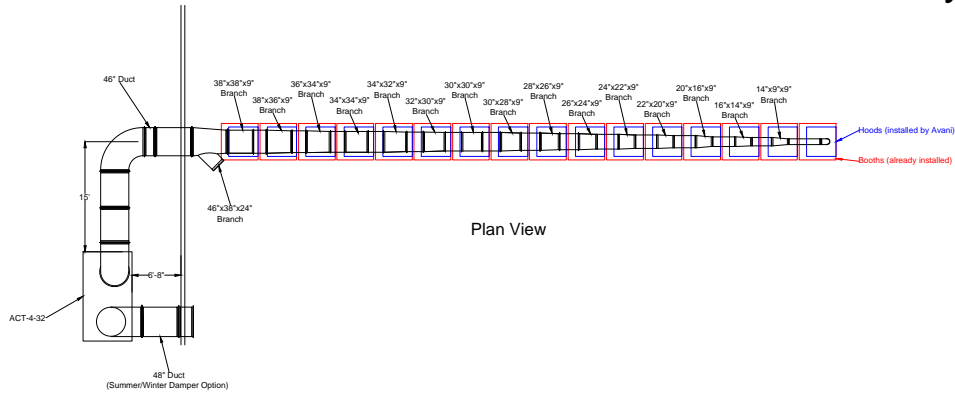 46" Duct
38"x38"x9"
Branch
38"x36"x9"
Branch
36"x34"x9"
Branch
34"x34"x9"
Branch
34"x32"x9"
Branch
32"x30"x9"
Branch
30"x30"x9"
Branch
30"x28"x9"
Branch
28"x26"x9"
Branch
26"x24"x9"
Branch
24"x22"x9"
Branch
22"x20"x9"
Branch
20"x16"x9"
Branch
16"x14"x9"
Branch
14"x9"x9"
Branch
Hoods (installed by Avani)
Booths (already installed)
15'
46"x38"x24"
Branch
Plan View
6'-8"
ACT-4-32
48" Duct
(Summer/Winter Damper Option)